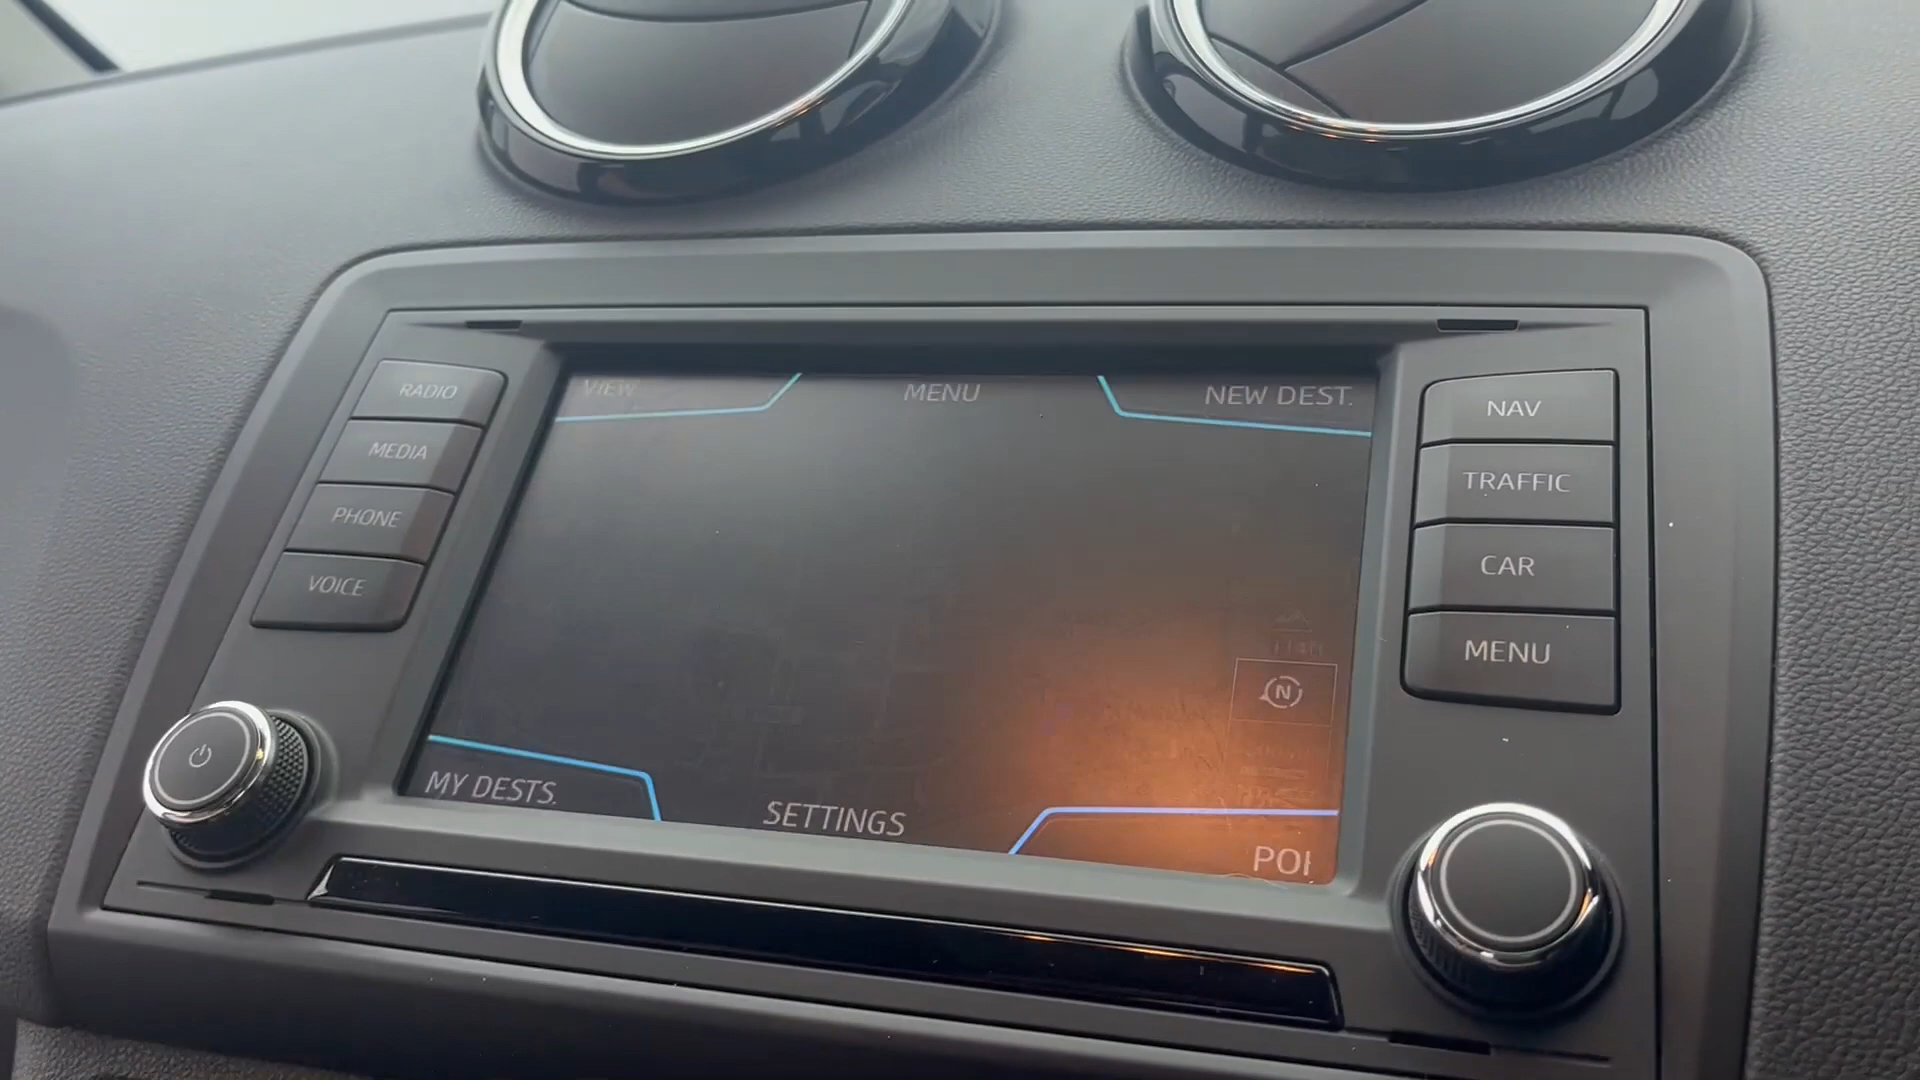 RADIO
MEDIA
PHONE
VOICE
VIEW
MENU
NEW DEST.
N
MY DESTS.
SETTINGS
POI
NAV
TRAFFIC
CAR
MENU